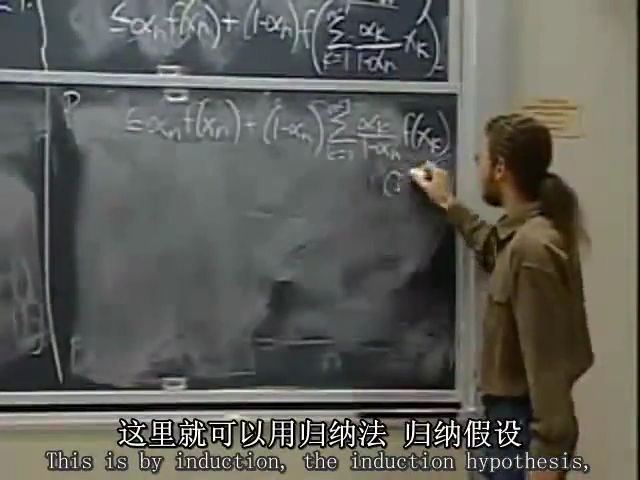 ≤ αₙf(xₙ) + (1-αₙ) f(∑_{k=1}^{n-1} αₖ/(1-αₙ) xₖ)
≤ αₙf(xₙ) + (1-αₙ) ∑_{k=1}^{n-1} αₖ/(1-αₙ) f(xₖ)
这里就可以用归纳法 归纳假设
This is by induction, the induction hypothesis,